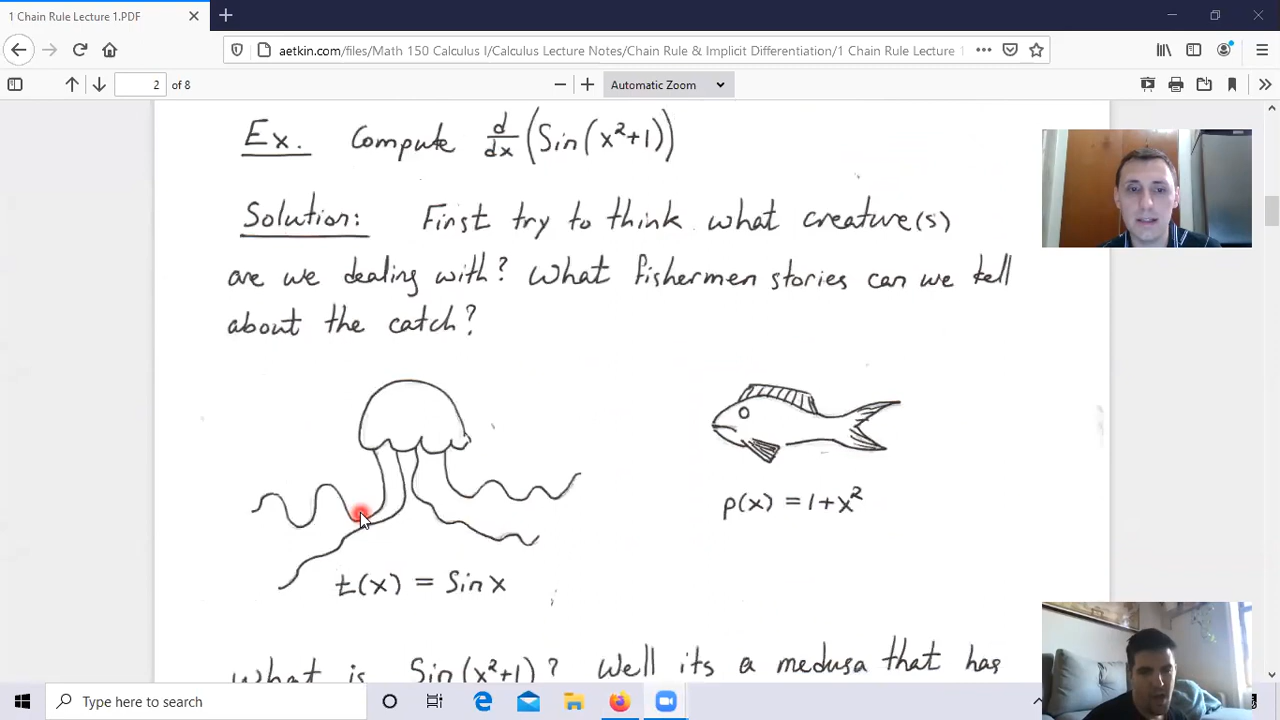 1 Chain Rule Lecture 1.PDF
aetkin.com/files/Math 150 Calculus I/Calculus Lecture Notes/Chain Rule & Implicit Differentiation/1 Chain Rule Lecture 1
2 of 8
Automatic Zoom
Ex. Compute d/dx (Sin(x²+1))
Solution: First try to think what creature(s)
are we dealing with? What fishermen stories can we tell
about the catch?
p(x) = 1+x²
t(x) = Sin x
What is Sin(x²+1)? Well its a medusa that has
Type here to search